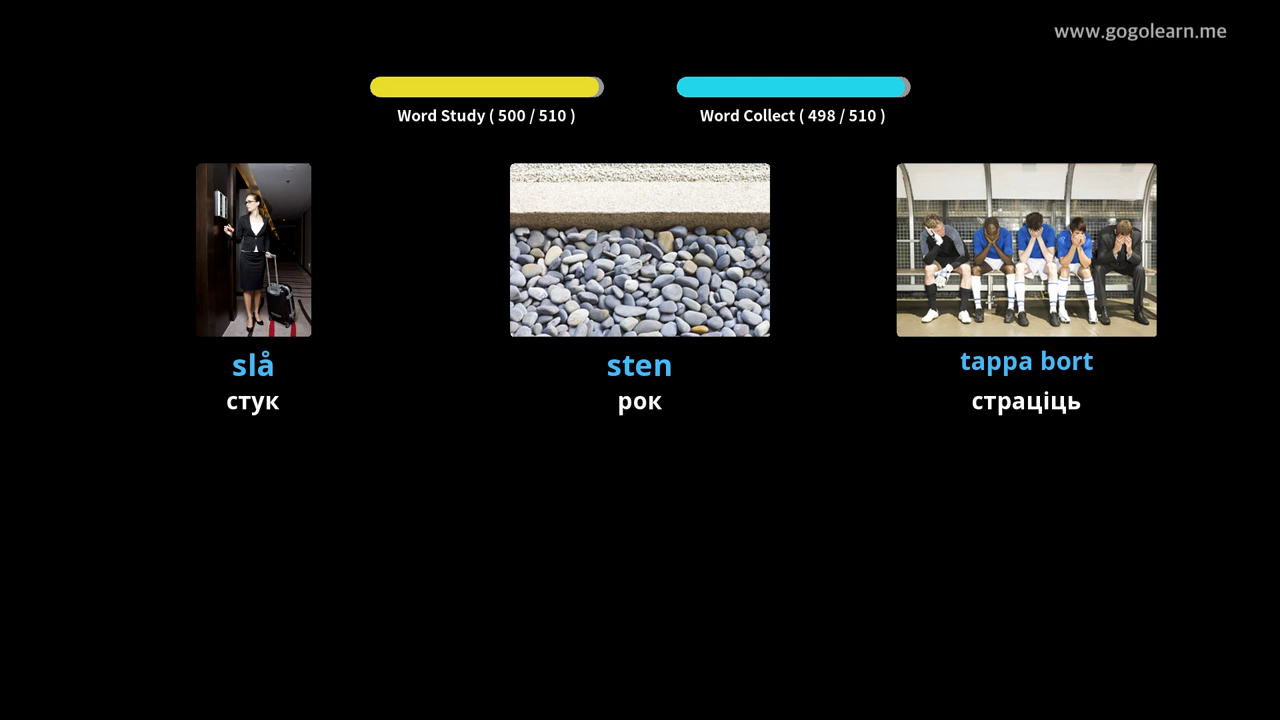 www.gogolearn.me
Word Study ( 500 / 510 )
Word Collect ( 498 / 510 )
slå
sten
tappa bort
стук
рок
страціць